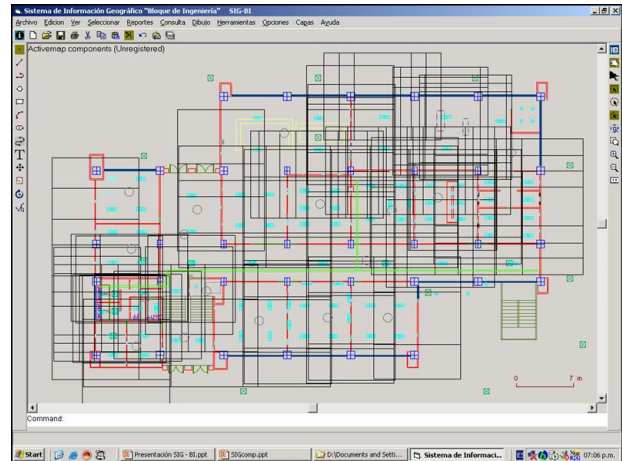 Sistema de Información Geográfico "Bloque de Ingeniería"    SIG-BI
Archivo Edicion Ver Seleccionar Reportes Consulta Dibujo Herramientas Opciones Capas Ayuda
Activemap components (Unregistered)
0 7 m
Command:
Start
Presentación SIG - BI.ppt
SIGcomp.ppt
D:\Documents and Setti...
Sistema de Informaci...
07:06 p.m.